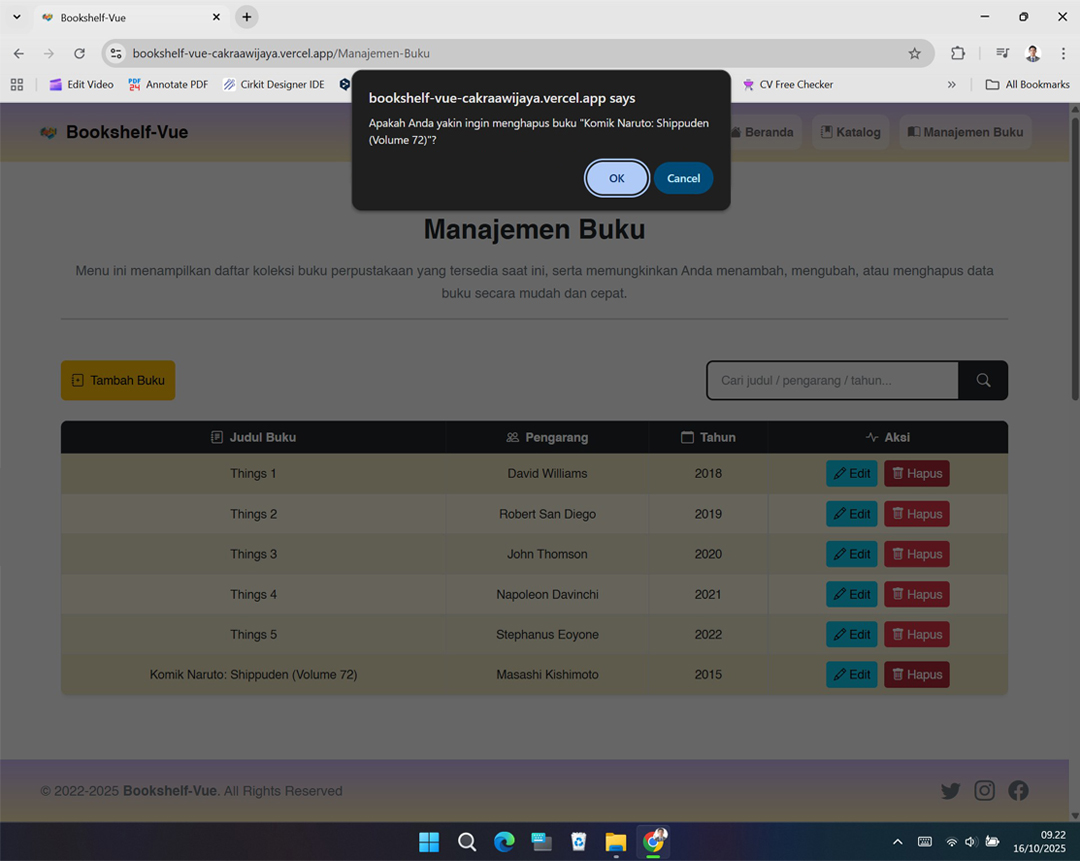 Bookshelf-Vue
bookshelf-vue-cakraawijaya.vercel.app/Manajemen-Buku
Edit Video
PDF 24
Annotate PDF
Cirkit Designer IDE
CV Free Checker
All Bookmarks
bookshelf-vue-cakraawijaya.vercel.app says
Apakah Anda yakin ingin menghapus buku "Komik Naruto: Shippuden
(Volume 72)"?
OK Cancel
Bookshelf-Vue
Beranda Katalog Manajemen Buku
Manajemen Buku
Menu ini menampilkan daftar koleksi buku perpustakaan yang tersedia saat ini, serta memungkinkan Anda menambah, mengubah, atau menghapus data
buku secara mudah dan cepat.
Tambah Buku
Cari judul / pengarang / tahun...
Judul Buku Pengarang Tahun Aksi
Things 1 David Williams 2018 Edit Hapus
Things 2 Robert San Diego 2019 Edit Hapus
Things 3 John Thomson 2020 Edit Hapus
Things 4 Napoleon Davinchi 2021 Edit Hapus
Things 5 Stephanus Eoyone 2022 Edit Hapus
Komik Naruto: Shippuden (Volume 72) Masashi Kishimoto 2015 Edit Hapus
© 2022-2025 Bookshelf-Vue. All Rights Reserved
09.22
16/10/2025